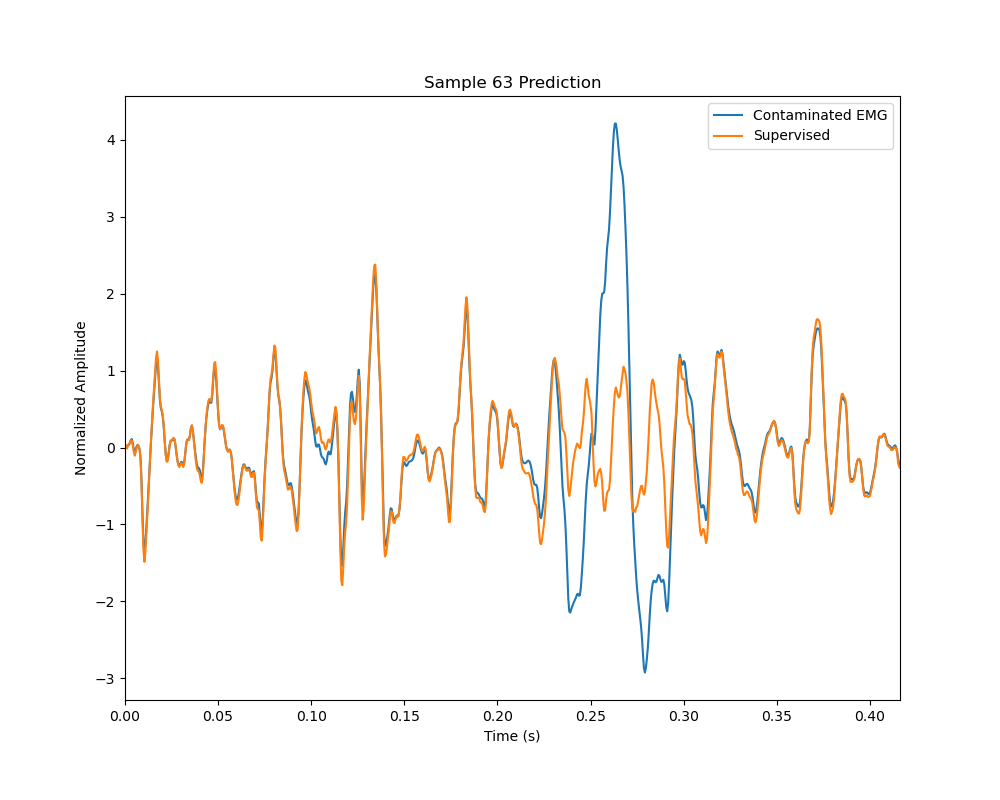 Sample 63 Prediction
Contaminated EMG
Supervised
Normalized Amplitude
4
3
2
1
0
−1
−2
−3
0.00 0.05 0.10 0.15 0.20 0.25 0.30 0.35 0.40
Time (s)